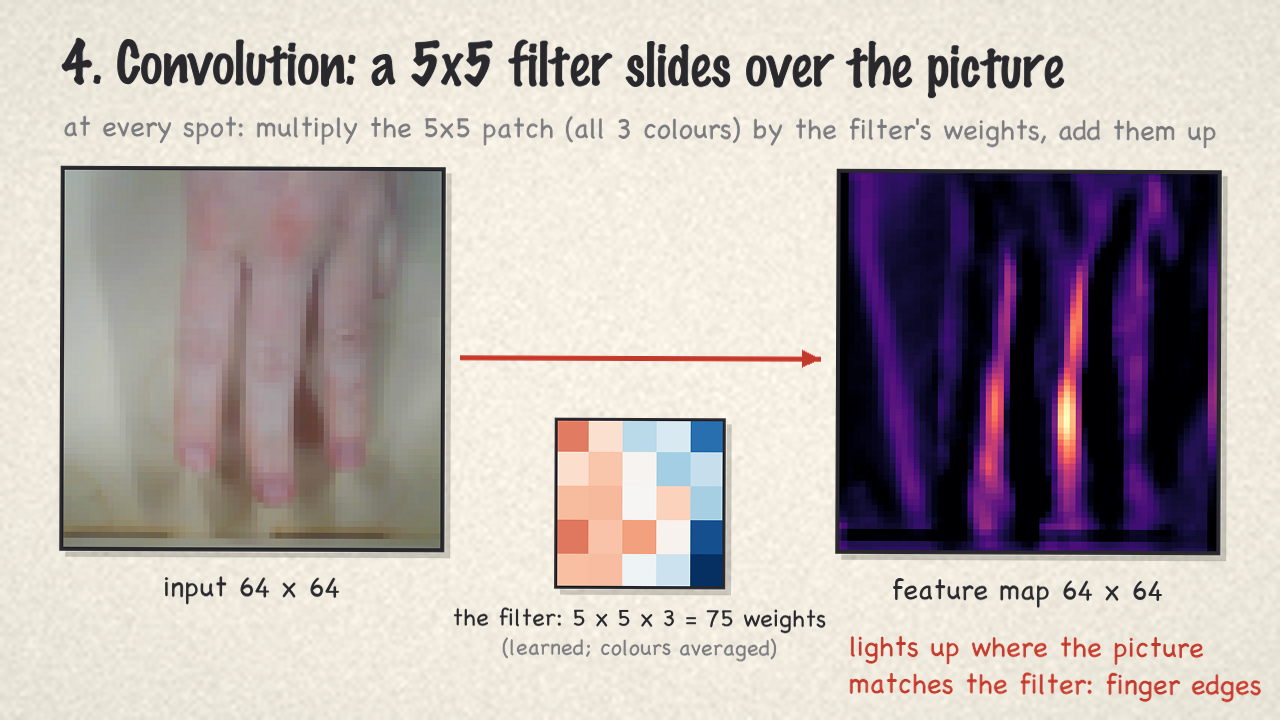 4. Convolution: a 5x5 filter slides over the picture
at every spot: multiply the 5x5 patch (all 3 colours) by the filter's weights, add them up
input 64 x 64
the filter: 5 x 5 x 3 = 75 weights
(learned; colours averaged)
feature map 64 x 64
lights up where the picture
matches the filter: finger edges